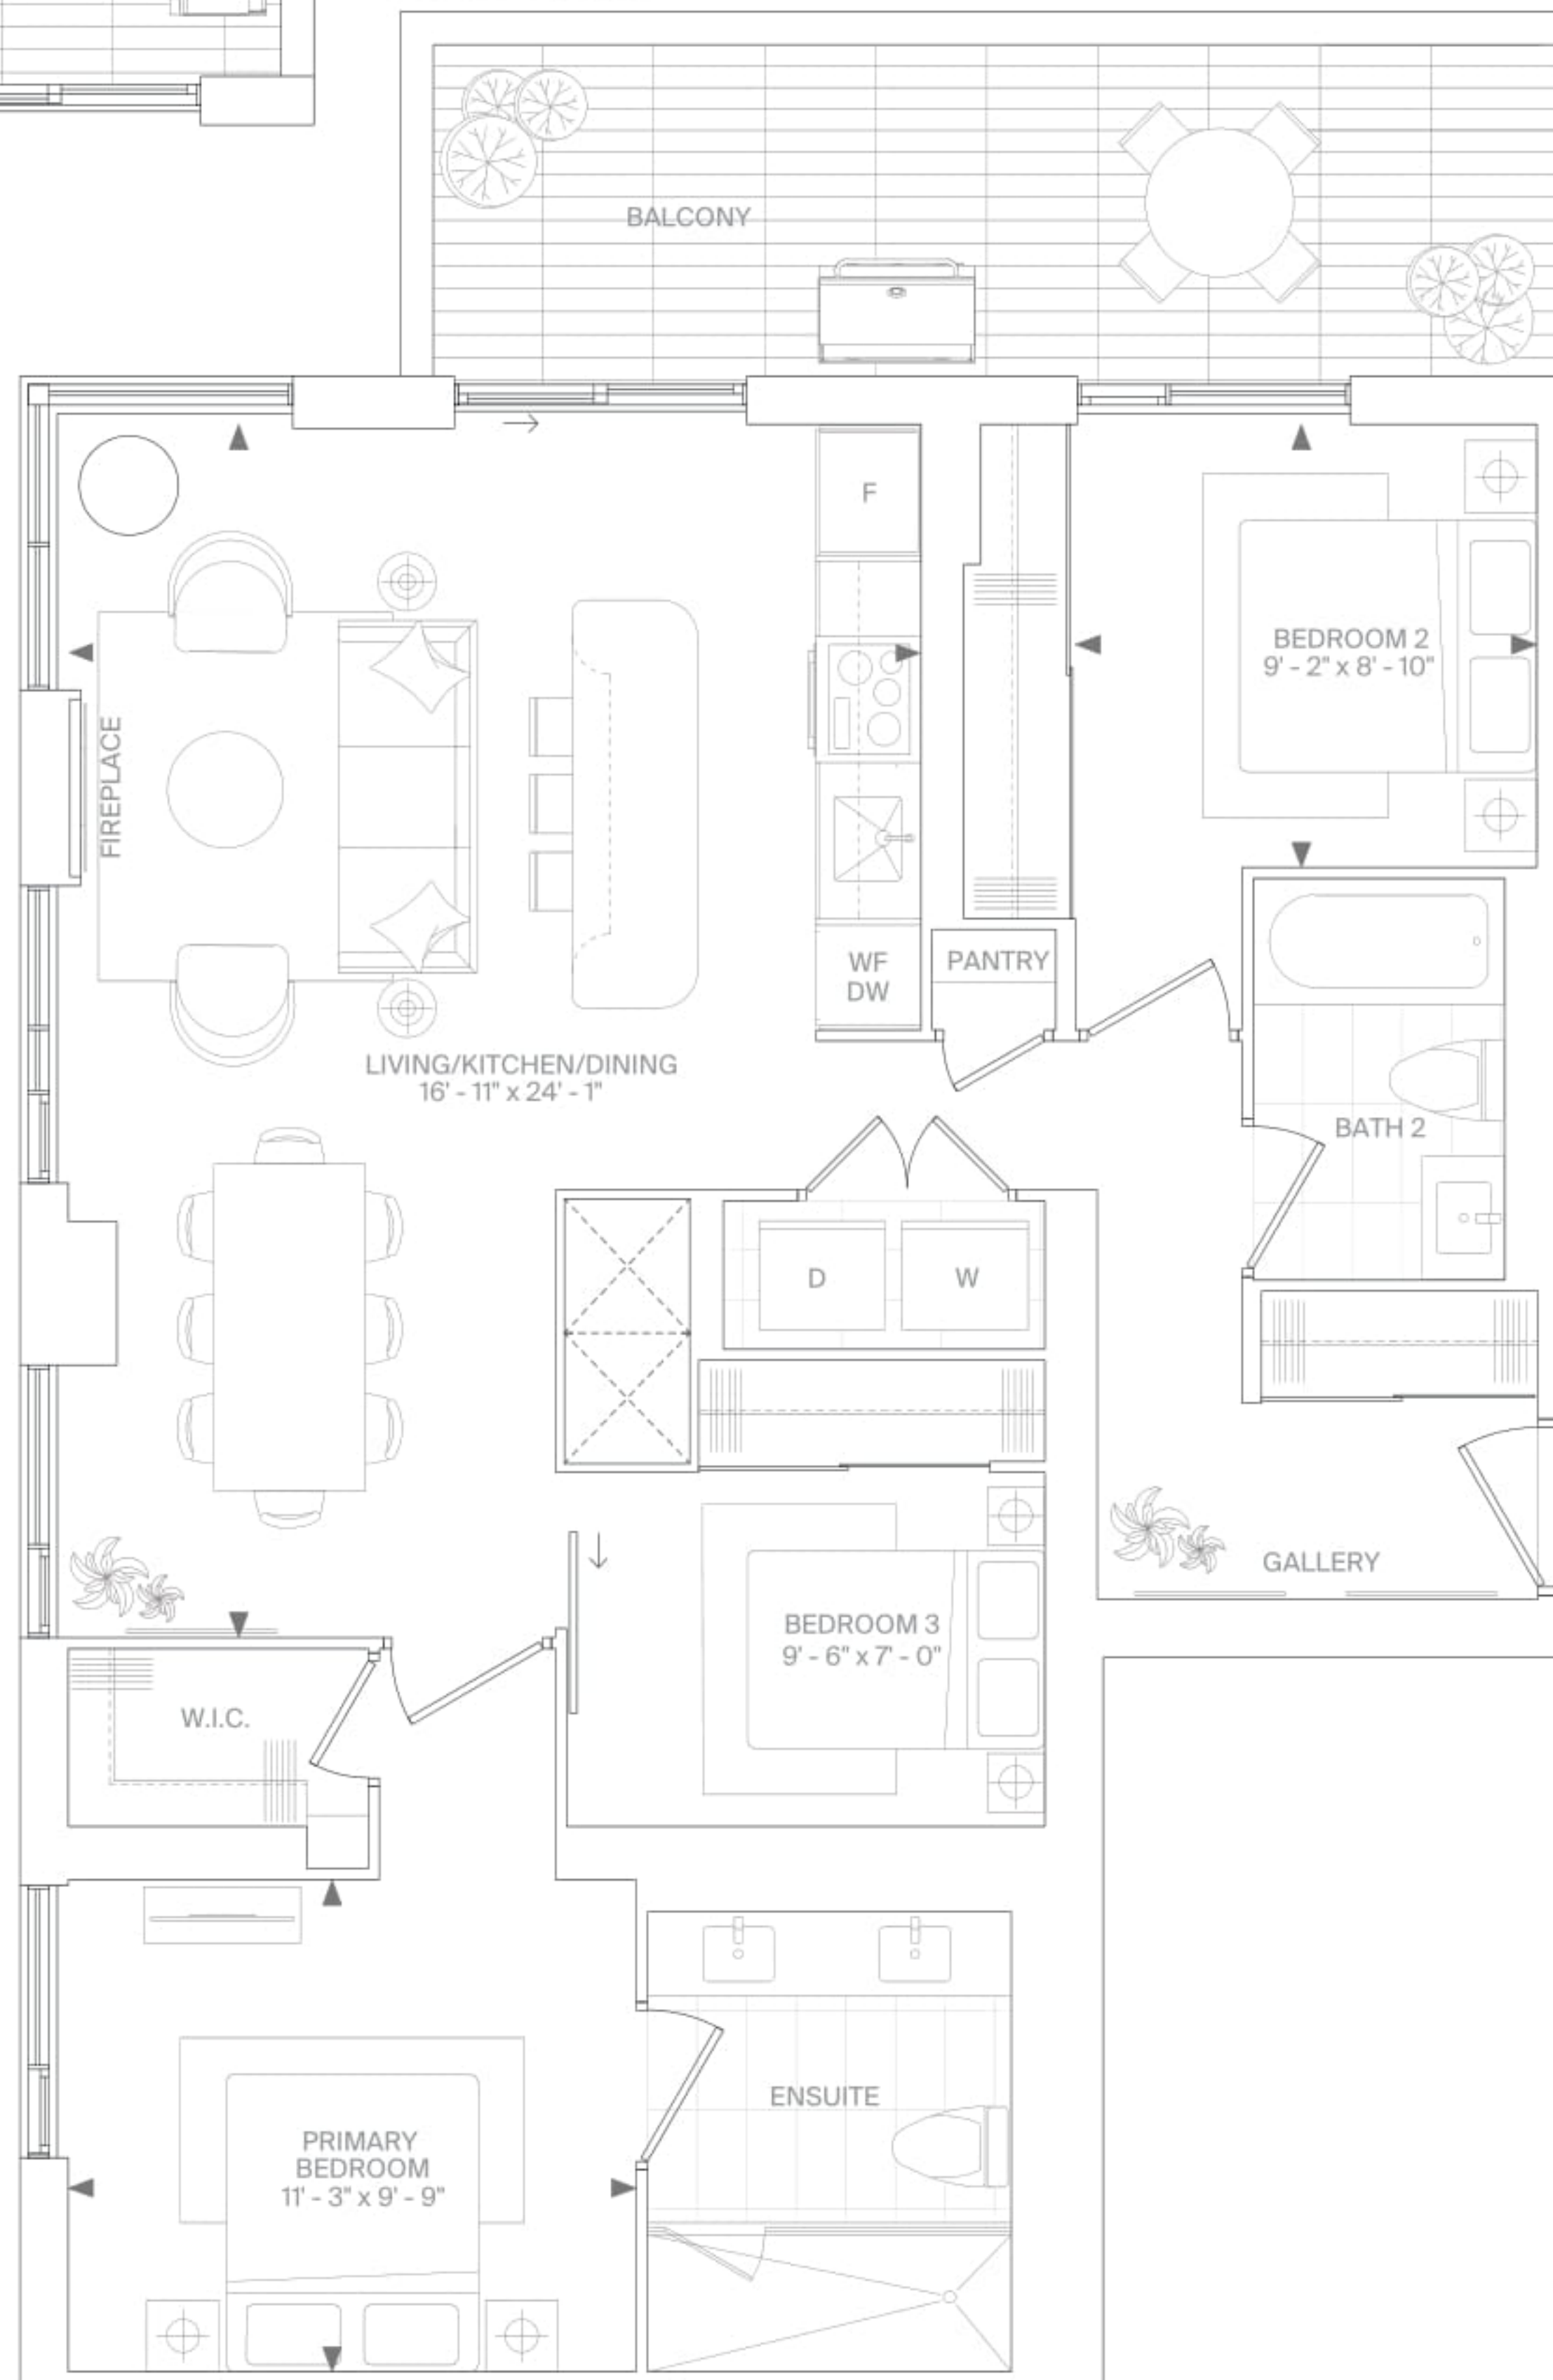 BALCONY
F
BEDROOM 2
9' - 2" x 8' - 10"
FIREPLACE
WF
DW
PANTRY
LIVING/KITCHEN/DINING
16' - 11" x 24' - 1"
BATH 2
D
W
GALLERY
BEDROOM 3
9' - 6" x 7' - 0"
W.I.C.
ENSUITE
PRIMARY
BEDROOM
11' - 3" x 9' - 9"